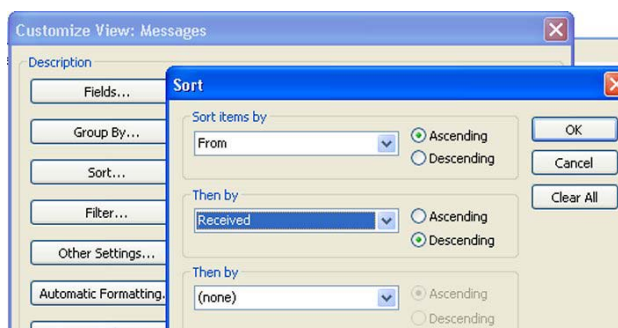 Customize View: Messages
Description
Fields...
Group By...
Sort...
Filter...
Other Settings...
Automatic Formatting.
Sort
Sort items by
From
Ascending
Descending
Then by
Received
Ascending
Descending
Then by
(none)
Ascending
Descending
OK
Cancel
Clear All